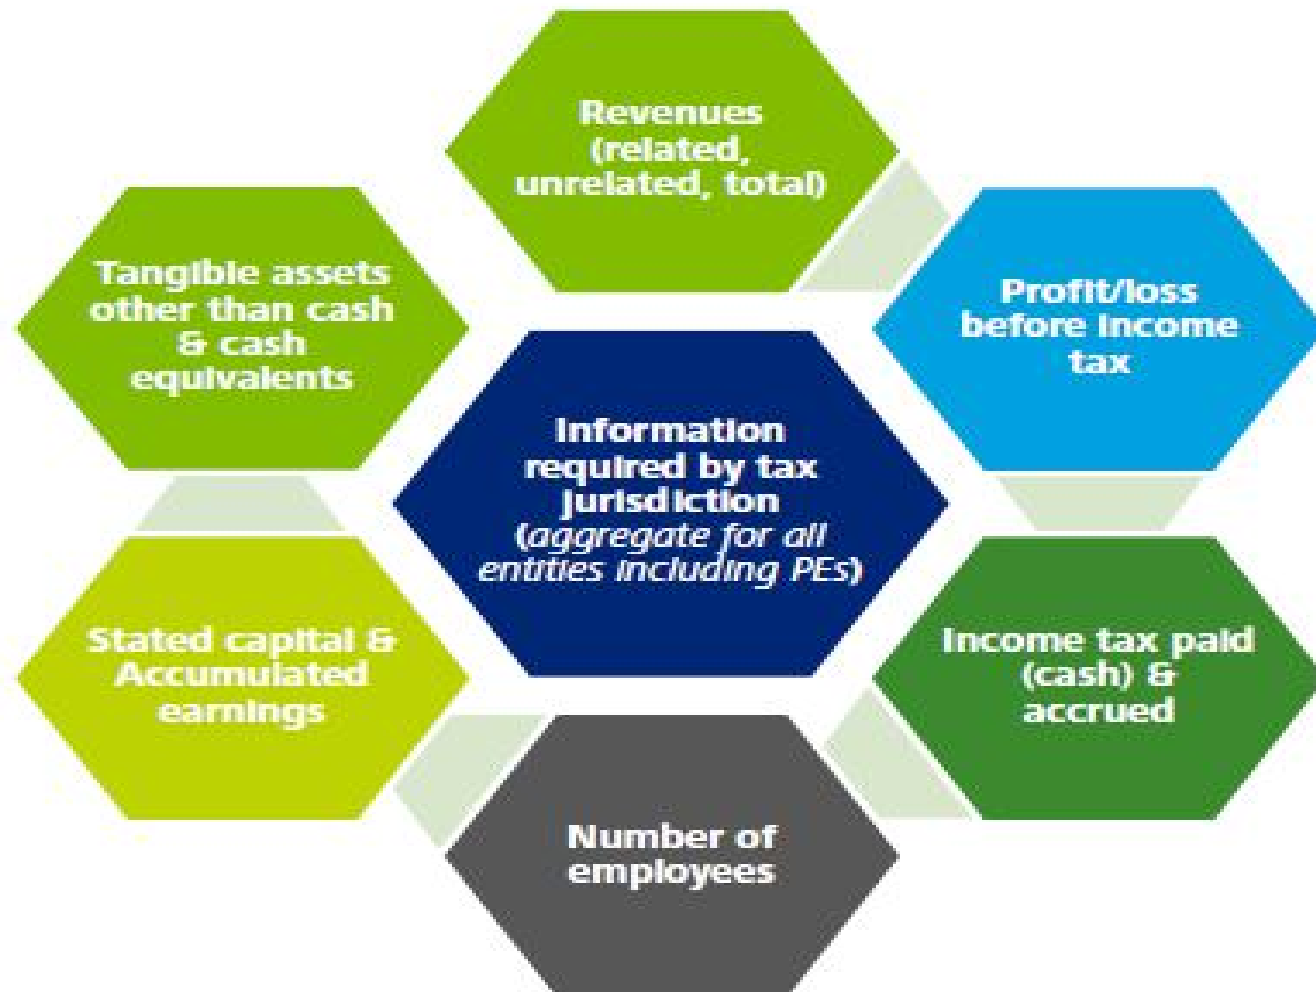 Revenues
(related,
unrelated, total)
Tangible assets
other than cash
& cash
equivalents
Profit/loss
before income
tax
Information
required by tax
jurisdiction
(aggregate for all
entities including PEs)
Stated capital &
Accumulated
earnings
Income tax paid
(cash) &
accrued
Number of
employees